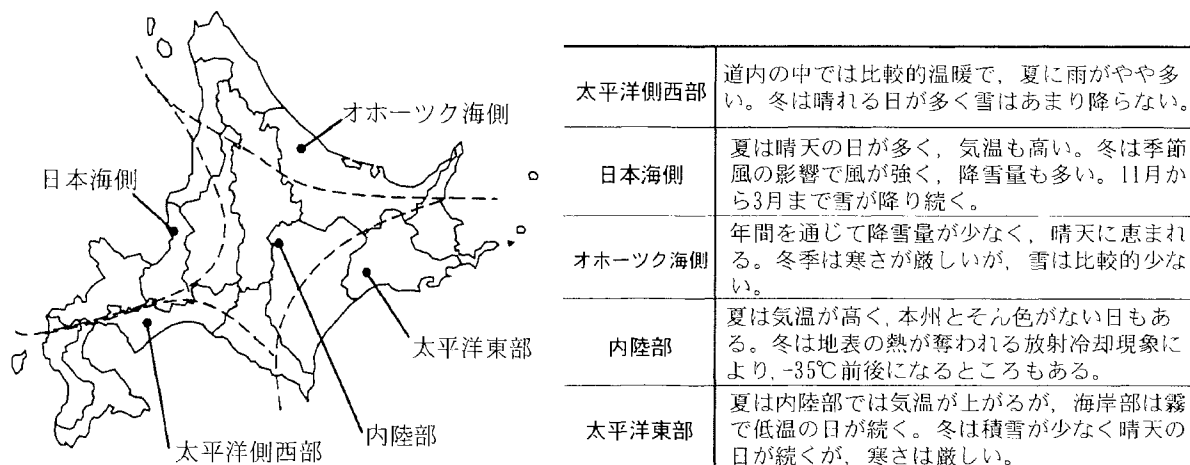 オホーツク海側
日本海側
太平洋東部
内陸部
太平洋側西部
太平洋側西部
道内の中では比較的温暖で，夏に雨がやや多
い。冬は晴れる日が多く雪はあまり降らない。
日本海側
夏は晴天の日が多く，気温も高い。冬は季節
風の影響で風が強く，降雪量も多い。11月か
ら3月まで雪が降り続く。
オホーツク海側
年間を通じて降雪量が少なく，晴天に恵まれ
る。冬季は寒さが厳しいが，雪は比較的少な
い。
内陸部
夏は気温が高く，本州とそん色がない日もあ
る。冬は地表の熱が奪われる放射冷却現象に
より，-35℃前後になるところもある。
太平洋東部
夏は内陸部では気温が上がるが，海岸部は霧
で低温の日が続く。冬は積雪が少なく晴天の
日が続くが，寒さは厳しい。